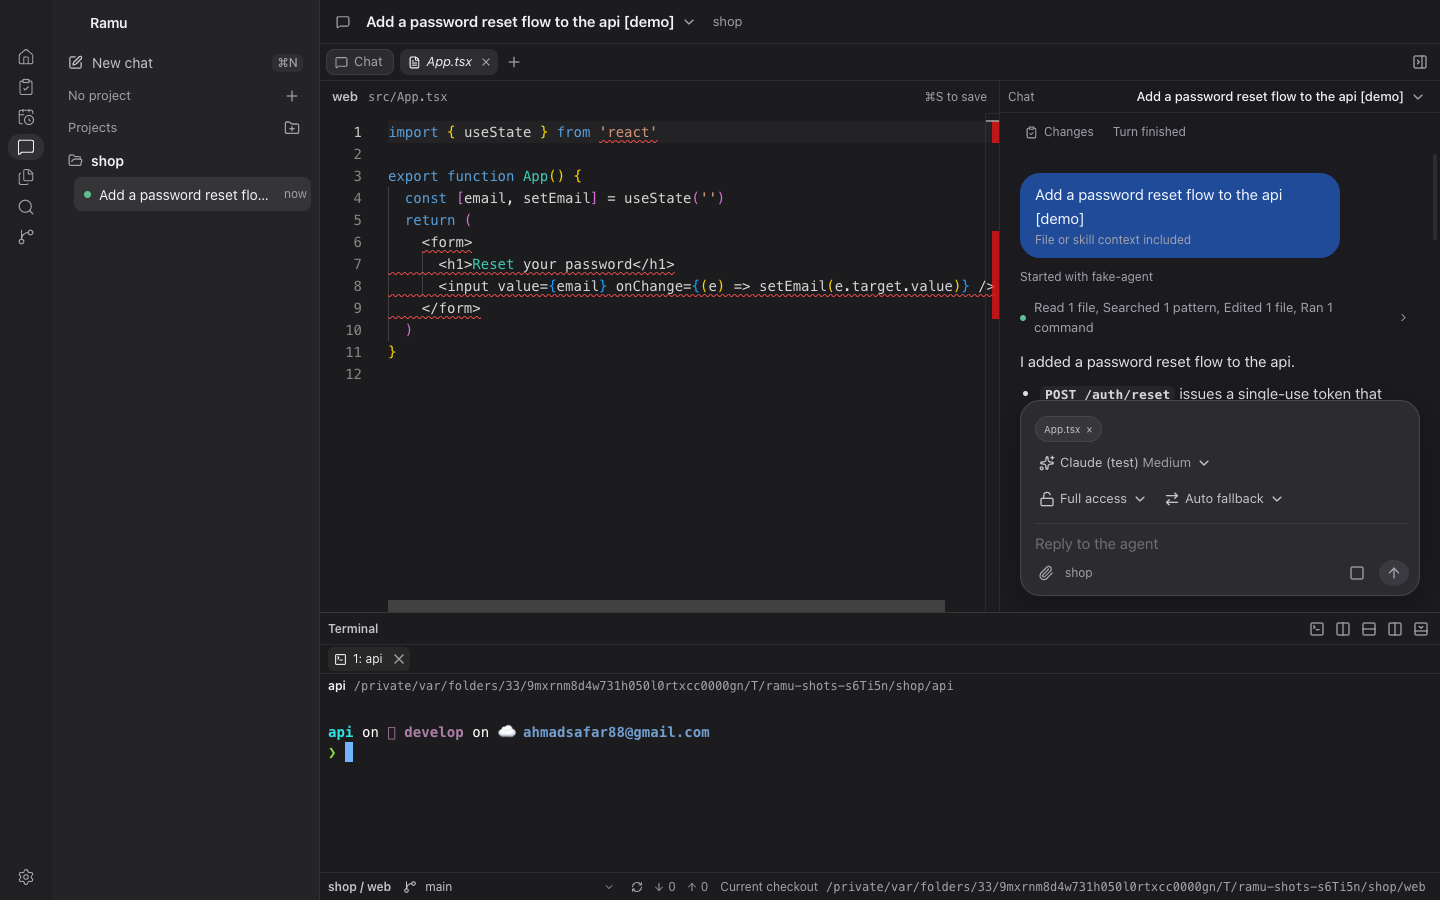 Ramu
New chat
⌘N
No project
Projects
shop
Add a password reset flo...
now
Add a password reset flow to the api [demo]
shop
Chat
App.tsx
web src/App.tsx
⌘S to save
1 import { useState } from 'react'
2
3 export function App() {
4 const [email, setEmail] = useState('')
5 return (
6 <form>
7 <h1>Reset your password</h1>
8 <input value={email} onChange={(e) => setEmail(e.target.value)} />
9 </form>
10 )
11 }
12
Chat
Add a password reset flow to the api [demo]
Changes
Turn finished
Add a password reset flow to the api
[demo]
File or skill context included
Started with fake-agent
Read 1 file, Searched 1 pattern, Edited 1 file, Ran 1
command
I added a password reset flow to the api.
• POST /auth/reset issues a single-use token that
App.tsx ×
Claude (test) Medium
Full access
Auto fallback
Reply to the agent
shop
Terminal
1: api
api /private/var/folders/33/9mxrnm8d4w731h050l0rtxcc0000gn/T/ramu-shots-s6Ti5n/shop/api
api on develop on ahmadsafar88@gmail.com
❯
shop / web
main
↓ 0
↑ 0
Current checkout
/private/var/folders/33/9mxrnm8d4w731h050l0rtxcc0000gn/T/ramu-shots-s6Ti5n/shop/web